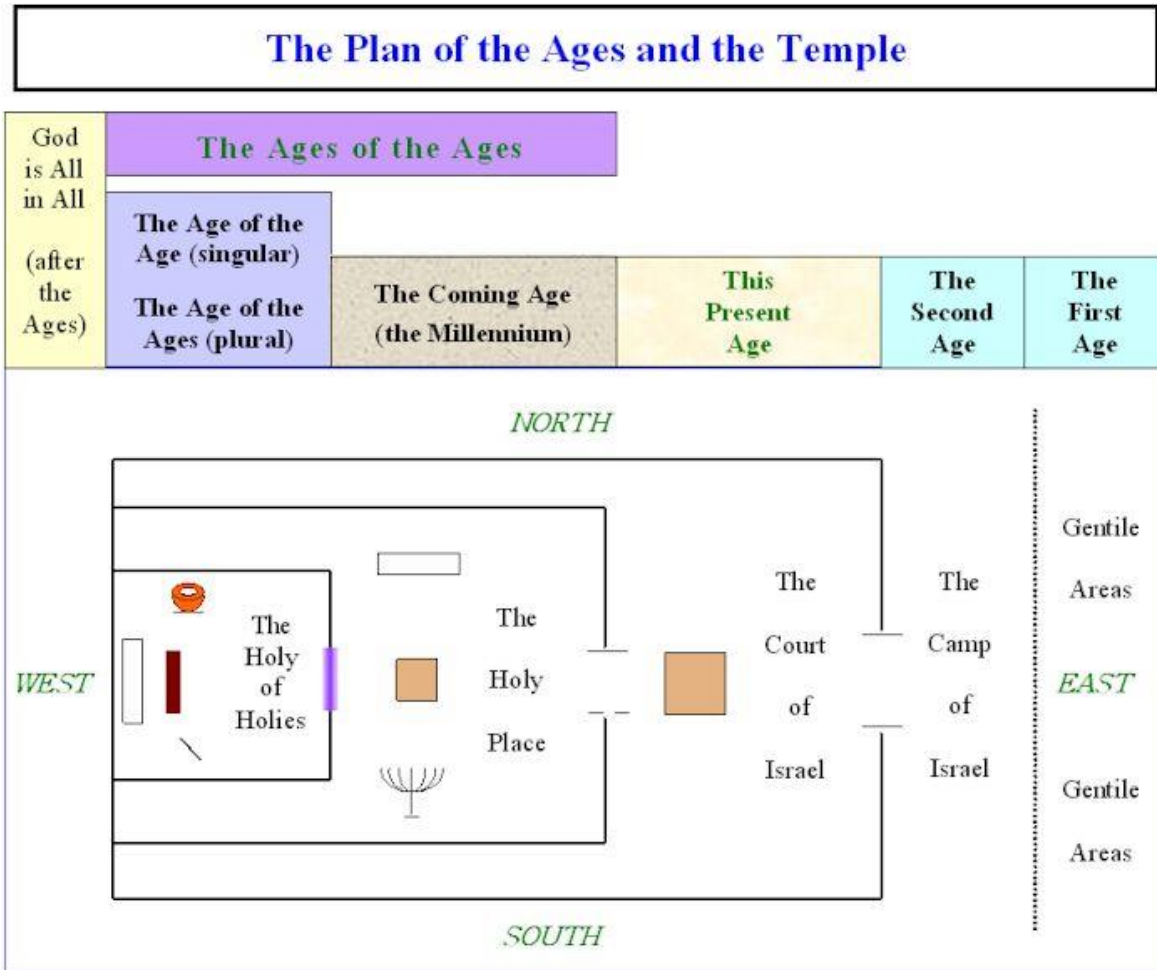 The Plan of the Ages and the Temple
God
is All
in All
(after
the
Ages)
The Ages of the Ages
The Age of the
Age (singular)
The Age of the
Ages (plural)
The Coming Age
(the Millennium)
This
Present
Age
The
Second
Age
The
First
Age
NORTH
WEST
The
Holy
of
Holies
The
Holy
Place
The
Court
of
Israel
The
Camp
of
Israel
Gentile
Areas
EAST
Gentile
Areas
SOUTH